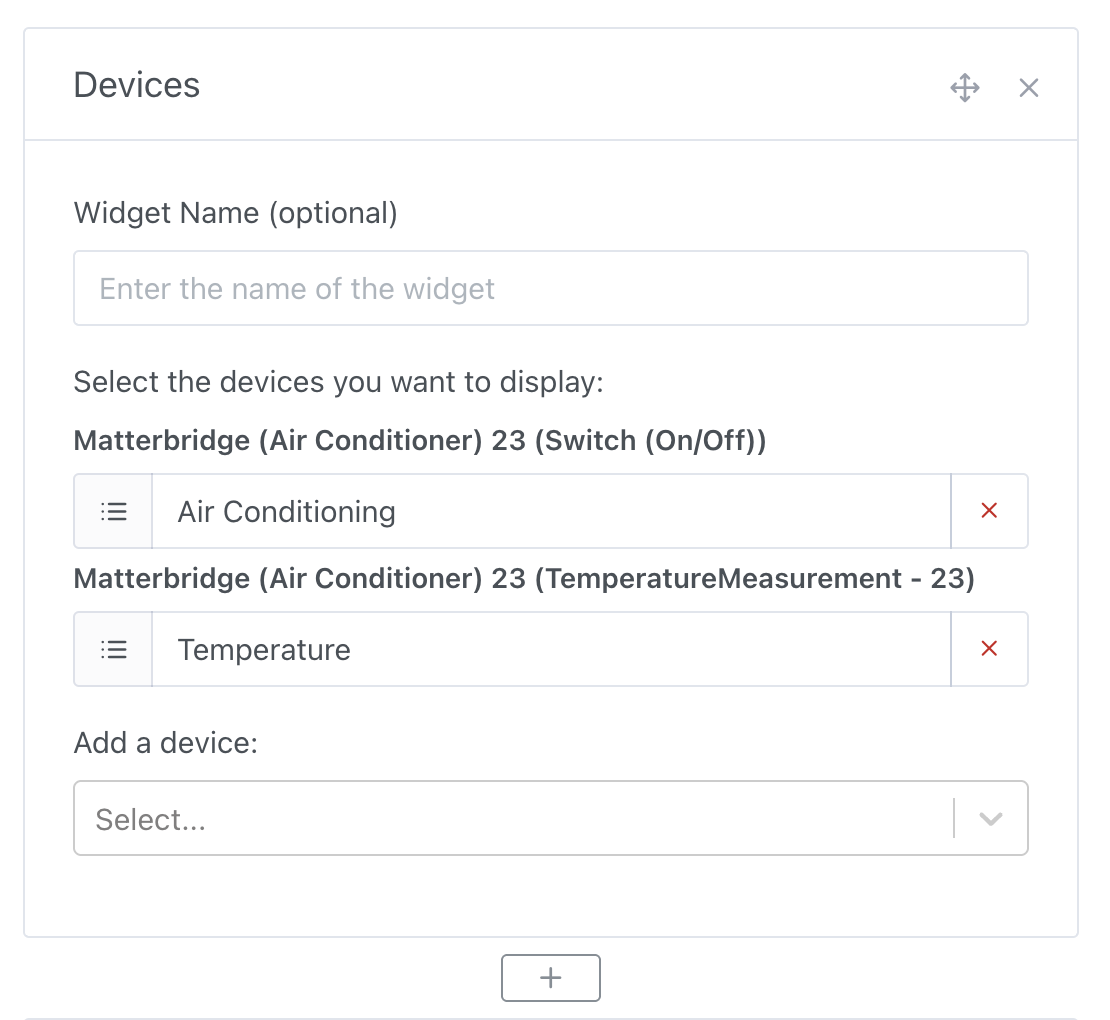 Devices
Widget Name (optional)
Enter the name of the widget
Select the devices you want to display:
Matterbridge (Air Conditioner) 23 (Switch (On/Off))
Air Conditioning
Matterbridge (Air Conditioner) 23 (TemperatureMeasurement - 23)
Temperature
Add a device:
Select...